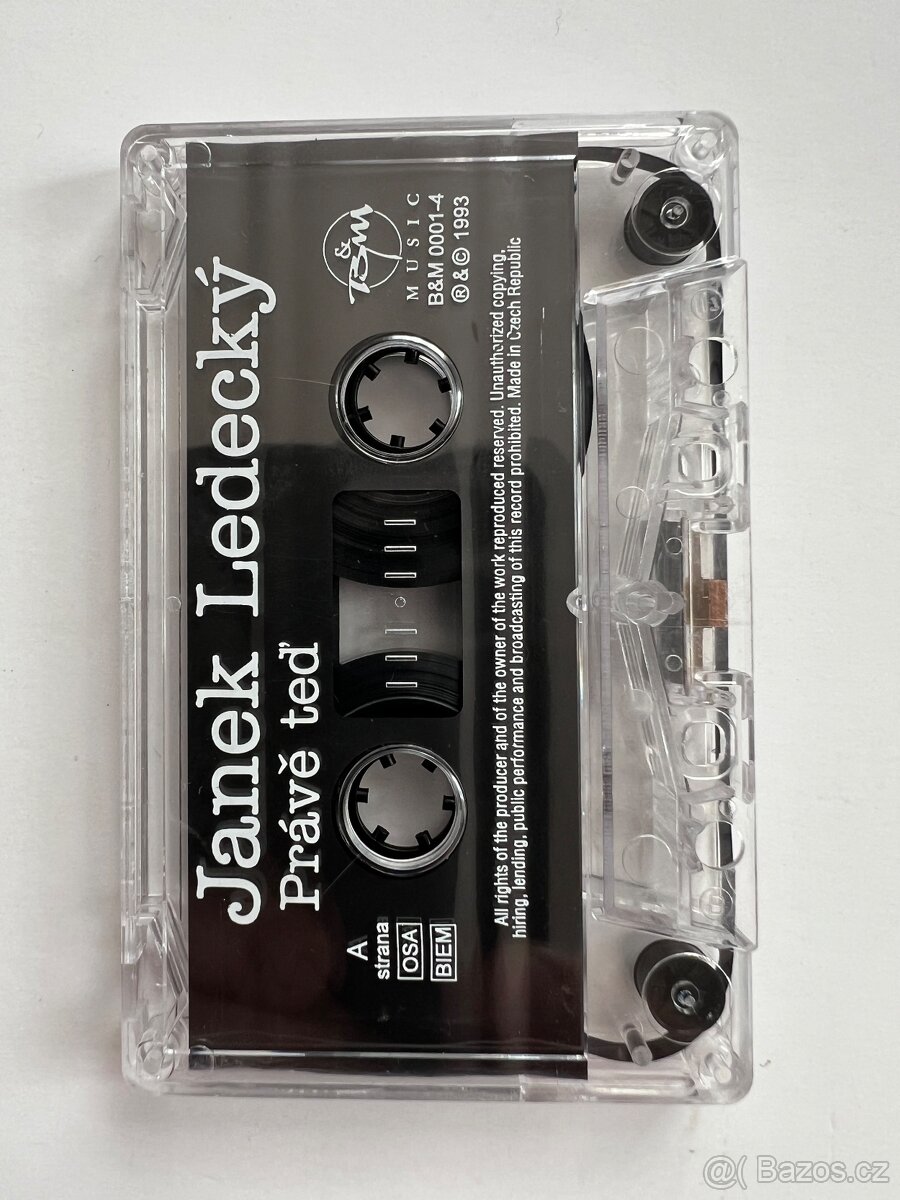 Janek Ledecký
Právě teď
A
strana
OSA
BIEM
B&M
MUSIC
B&M 0001-4
® & © 1993
All rights of the producer and of the owner of the work reproduced reserved. Unauthorized copying,
hiring, lending, public performance and broadcasting of this record prohibited. Made in Czech Republic
@( Bazos.cz